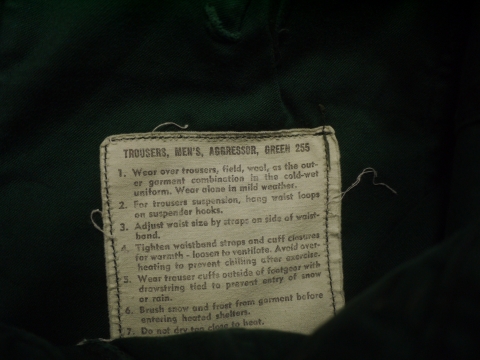 TROUSERS, MEN'S, AGGRESSOR, GREEN 255
1. Wear over trousers, field, wool, as the out-
er garment combination in the cold-wet
uniform. Wear alone in mild weather.
2. For trousers suspension, hang waist loops
on suspender hooks.
3. Adjust waist size by straps on side of waist-
band.
4. Tighten waistband straps and cuff closures
for warmth - loosen to ventilate. Avoid over-
heating to prevent chilling after exercise.
5. Wear trouser cuffs outside of footgear with
drawstring tied to prevent entry of snow
or rain.
6. Brush snow and frost from garment before
entering heated shelters.
7. Do not dry too close to heat.